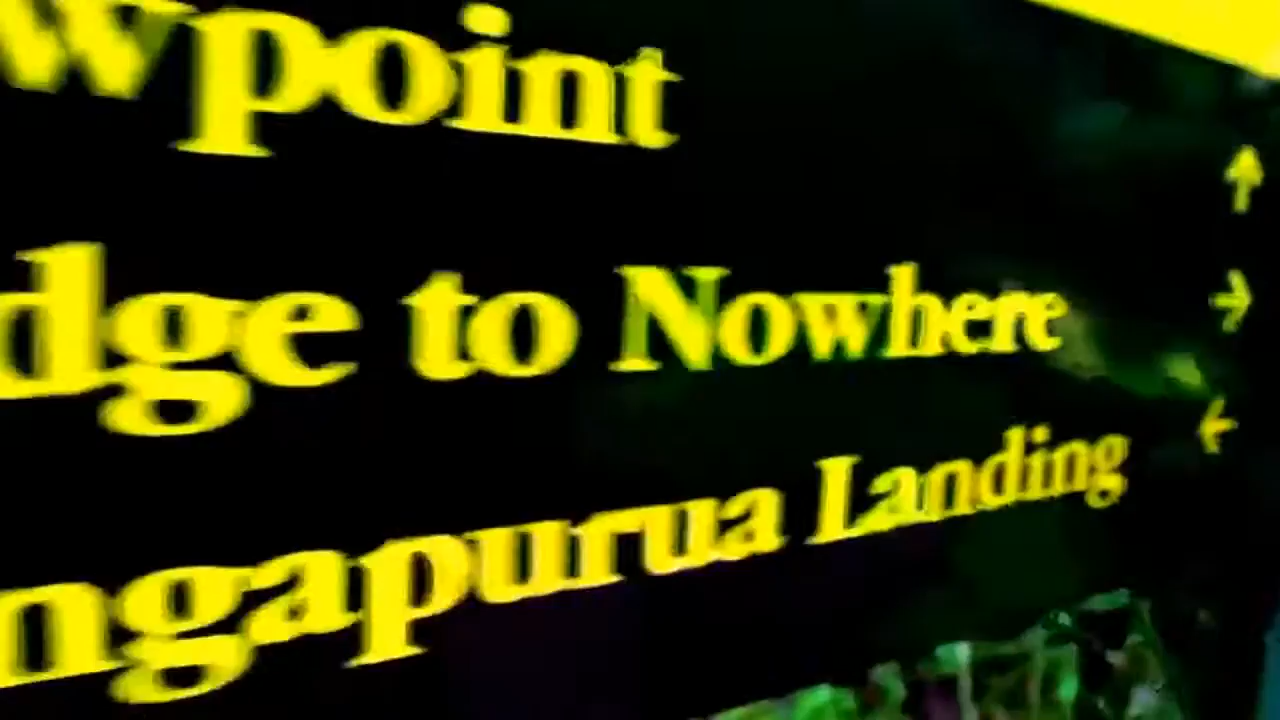 wpoint ↑
dge to Nowhere →
ngapurua Landing ←